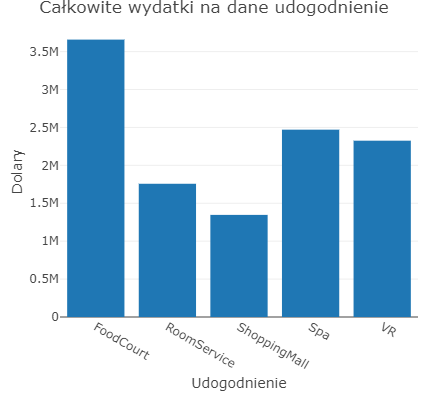 Całkowite wydatki na dane udogodnienie
3.5M
3M
2.5M
2M
1.5M
1M
0.5M
0
Dolary
FoodCourt
RoomService
ShoppingMall
Spa
VR
Udogodnienie